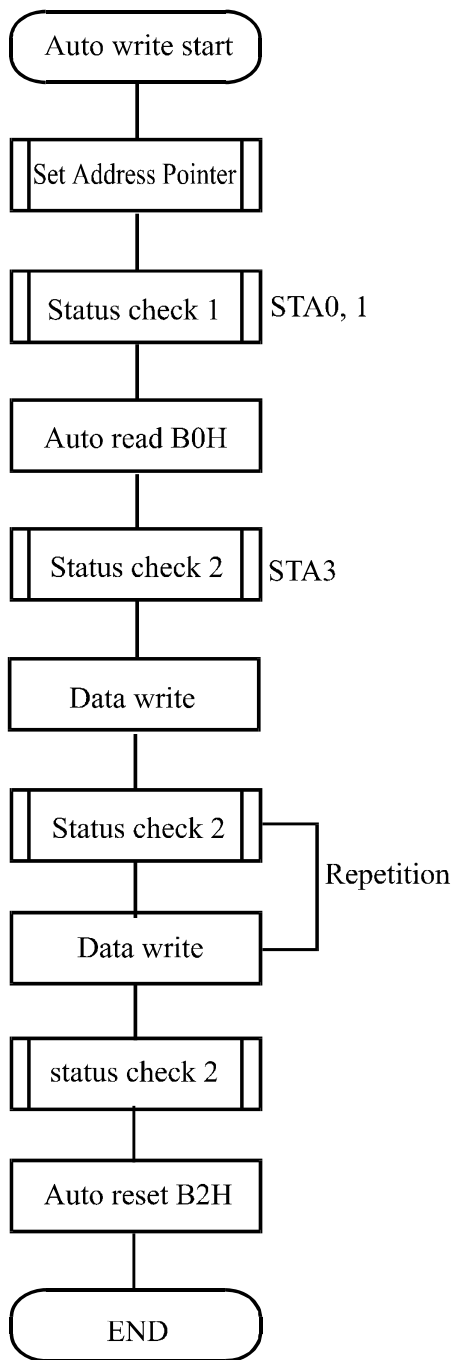 Auto write start
Set Address Pointer
Status check 1
STA0, 1
Auto read B0H
Status check 2
STA3
Data write
Status check 2
Repetition
Data write
status check 2
Auto reset B2H
END